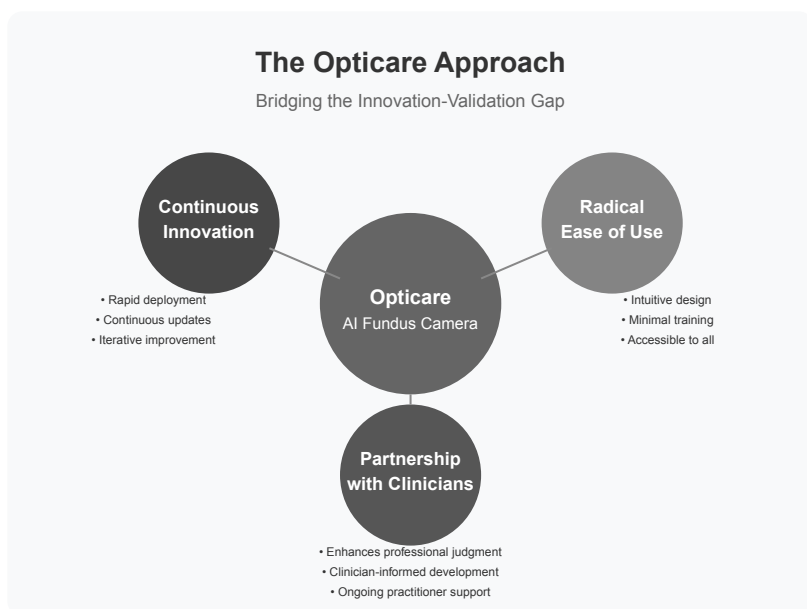 The Opticare Approach
Bridging the Innovation-Validation Gap
Continuous
Innovation
• Rapid deployment
• Continuous updates
• Iterative improvement
Radical
Ease of Use
• Intuitive design
• Minimal training
• Accessible to all
Opticare
AI Fundus Camera
Partnership
with Clinicians
• Enhances professional judgment
• Clinician-informed development
• Ongoing practitioner support